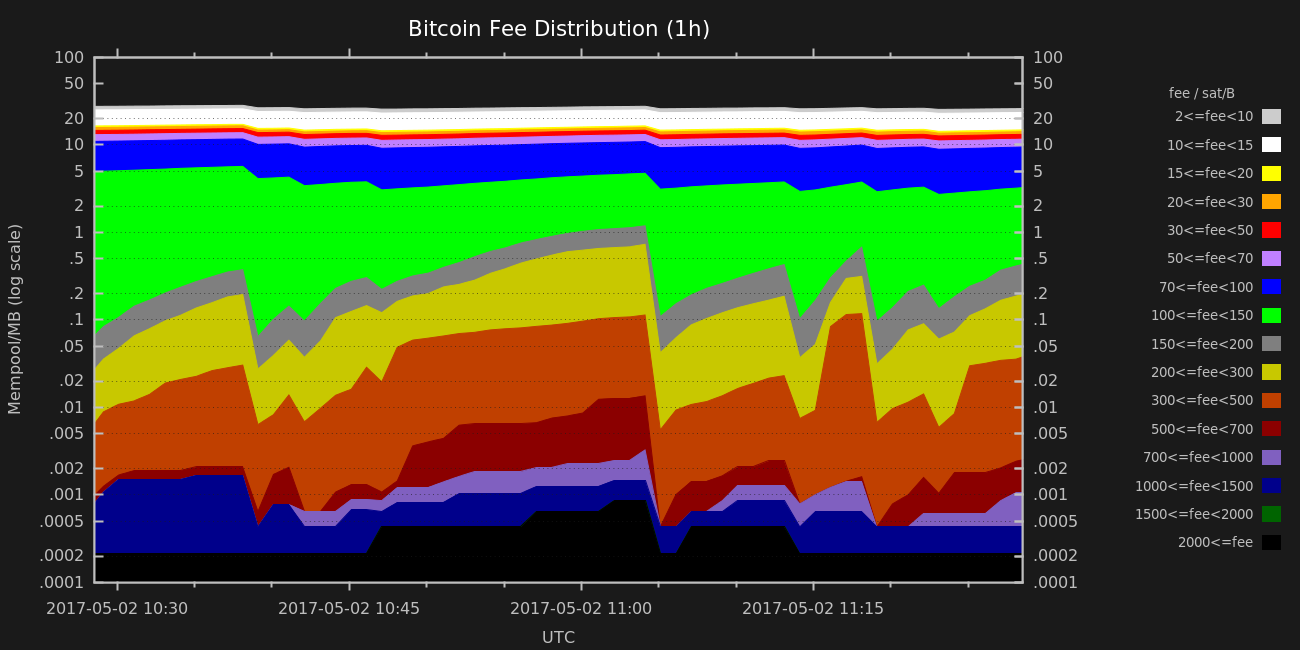 Bitcoin Fee Distribution (1h)
100 100
50 50
20 20
10 10
5 5
2 2
1 1
.5 .5
.2 .2
.1 .1
.05 .05
.02 .02
.01 .01
.005 .005
.002 .002
.001 .001
.0005 .0005
.0002 .0002
.0001 .0001
Mempool/MB (log scale)
2017-05-02 10:30 2017-05-02 10:45 2017-05-02 11:00 2017-05-02 11:15
UTC
fee / sat/B
2<=fee<10
10<=fee<15
15<=fee<20
20<=fee<30
30<=fee<50
50<=fee<70
70<=fee<100
100<=fee<150
150<=fee<200
200<=fee<300
300<=fee<500
500<=fee<700
700<=fee<1000
1000<=fee<1500
1500<=fee<2000
2000<=fee